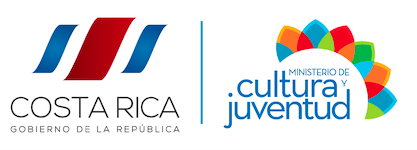 COSTA RICA
GOBIERNO DE LA REPÚBLICA
MINISTERIO DE
cultura y
juventud